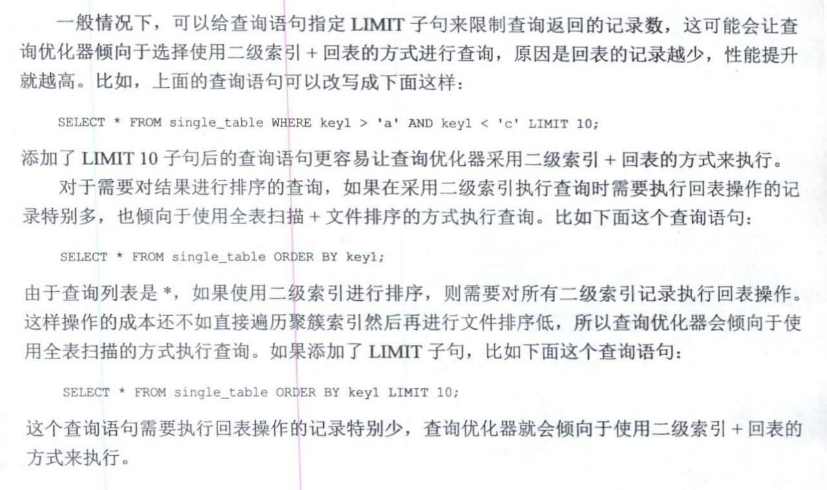 一般情况下，可以给查询语句指定 LIMIT 子句来限制查询返回的记录数，这可能会让查
询优化器倾向于选择使用二级索引 + 回表的方式进行查询，原因是回表的记录越少，性能提升
就越高。比如，上面的查询语句可以改写成下面这样：
SELECT * FROM single_table WHERE key1 > 'a' AND key1 < 'c' LIMIT 10;
添加了 LIMIT 10 子句后的查询语句更容易让查询优化器采用二级索引 + 回表的方式来执行。
对于需要对结果进行排序的查询，如果在采用二级索引执行查询时需要执行回表操作的记
录特别多，也倾向于使用全表扫描 + 文件排序的方式执行查询。比如下面这个查询语句：
SELECT * FROM single_table ORDER BY key1;
由于查询列表是 *，如果使用二级索引进行排序，则需要对所有二级索引记录执行回表操作。
这样操作的成本还不如直接遍历聚簇索引然后再进行文件排序低，所以查询优化器会倾向于使
用全表扫描的方式执行查询。如果添加了 LIMIT 子句，比如下面这个查询语句：
SELECT * FROM single_table ORDER BY key1 LIMIT 10;
这个查询语句需要执行回表操作的记录特别少，查询优化器就会倾向于使用二级索引 + 回表的
方式来执行。